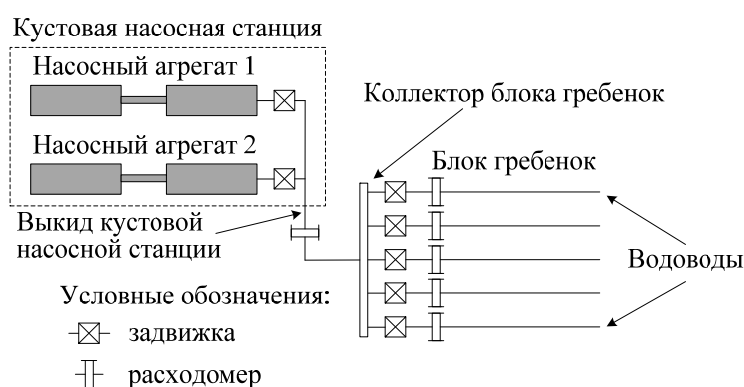 Кустовая насосная станция
Насосный агрегат 1
Насосный агрегат 2
Коллектор блока гребенок
Блок гребенок
Выкид кустовой
насосной станции
Водоводы
Условные обозначения:
задвижка
расходомер